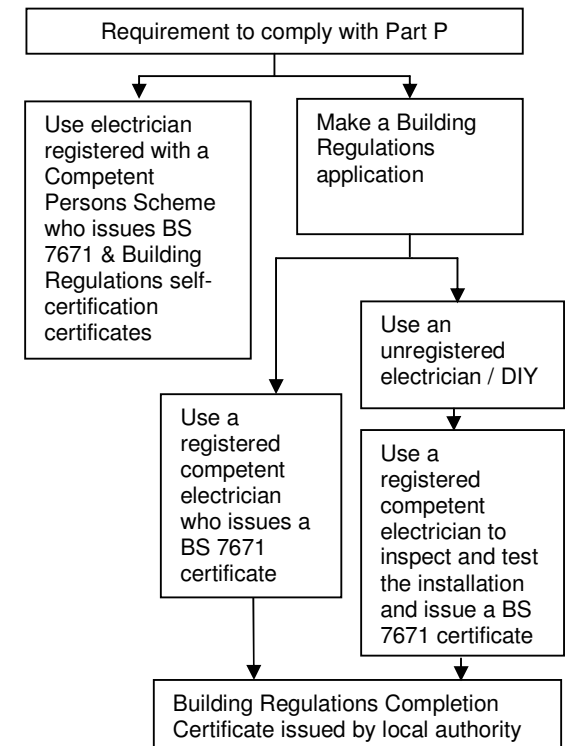 Requirement to comply with Part P
Use electrician
registered with a
Competent
Persons Scheme
who issues BS
7671 & Building
Regulations self-
certification
certificates
Make a Building
Regulations
application
Use an
unregistered
electrician / DIY
Use a
registered
competent
electrician
who issues a
BS 7671
certificate
Use a
registered
competent
electrician to
inspect and test
the installation
and issue a BS
7671 certificate
Building Regulations Completion
Certificate issued by local authority